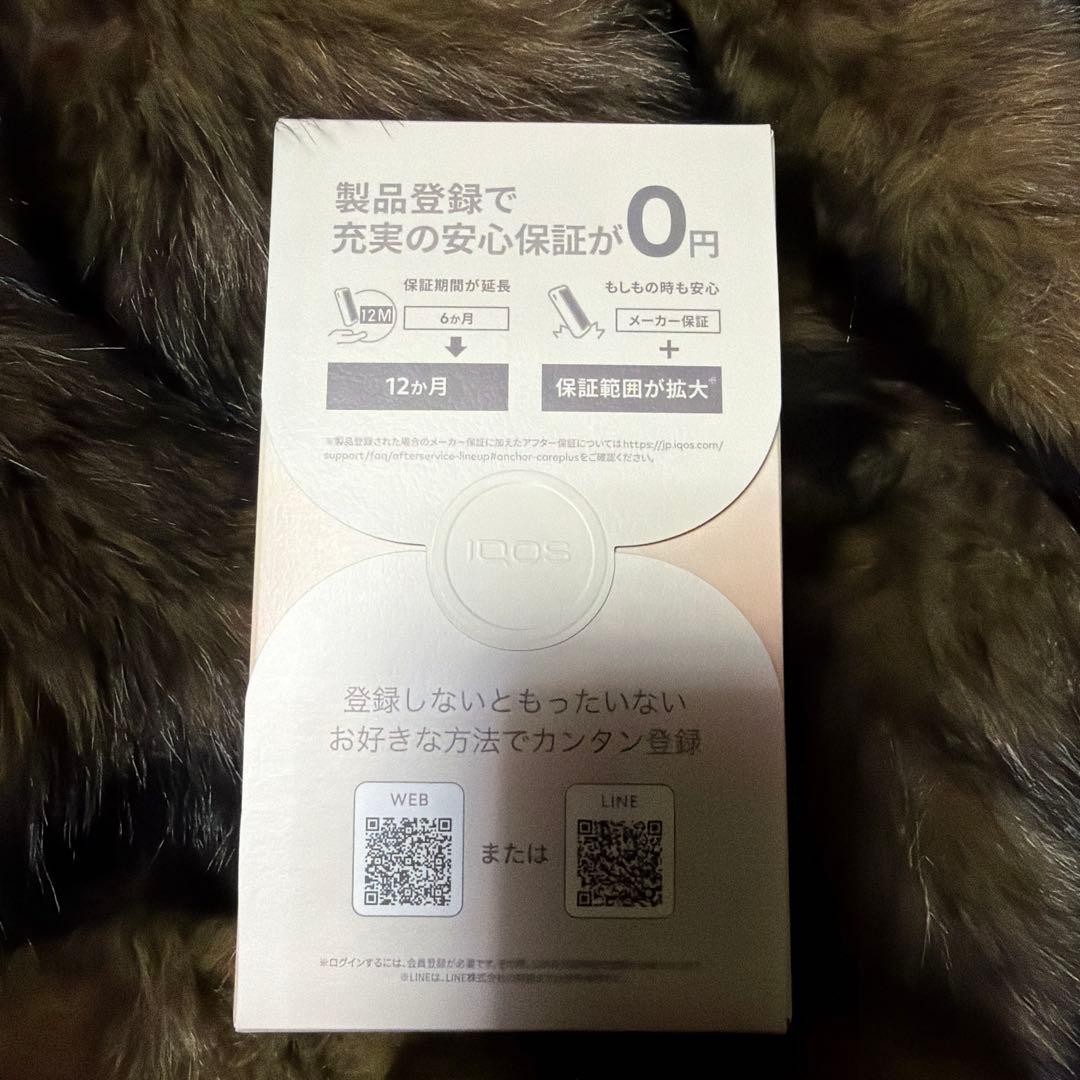 製品登録で
充実の安心保証が0円
保証期間が延長
12M
6か月
12か月
もしもの時も安心
メーカー保証
+
保証範囲が拡大※
※製品登録された場合のメーカー保証に加えたアフター保証についてはhttps://jp.iqos.com/
support/faq/afterservice-lineup#anchor-careplusをご確認ください。
IQOS
登録しないともったいない
お好きな方法でカンタン登録
WEB
または
LINE
※ログインするには、会員登録が必要です。
※LINEは、LINE株式会社の